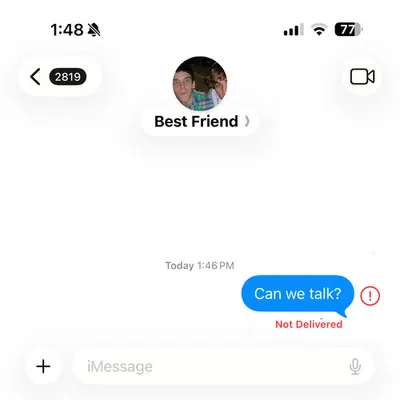 1:48
77
2819
Best Friend
Today 1:46 PM
Can we talk?
Not Delivered
iMessage